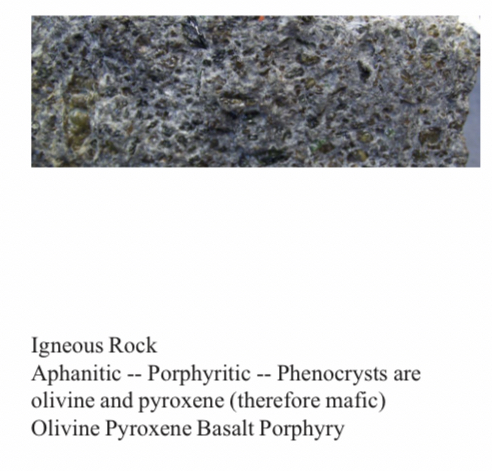 Igneous Rock
Aphanitic -- Porphyritic -- Phenocrysts are
olivine and pyroxene (therefore mafic)
Olivine Pyroxene Basalt Porphyry